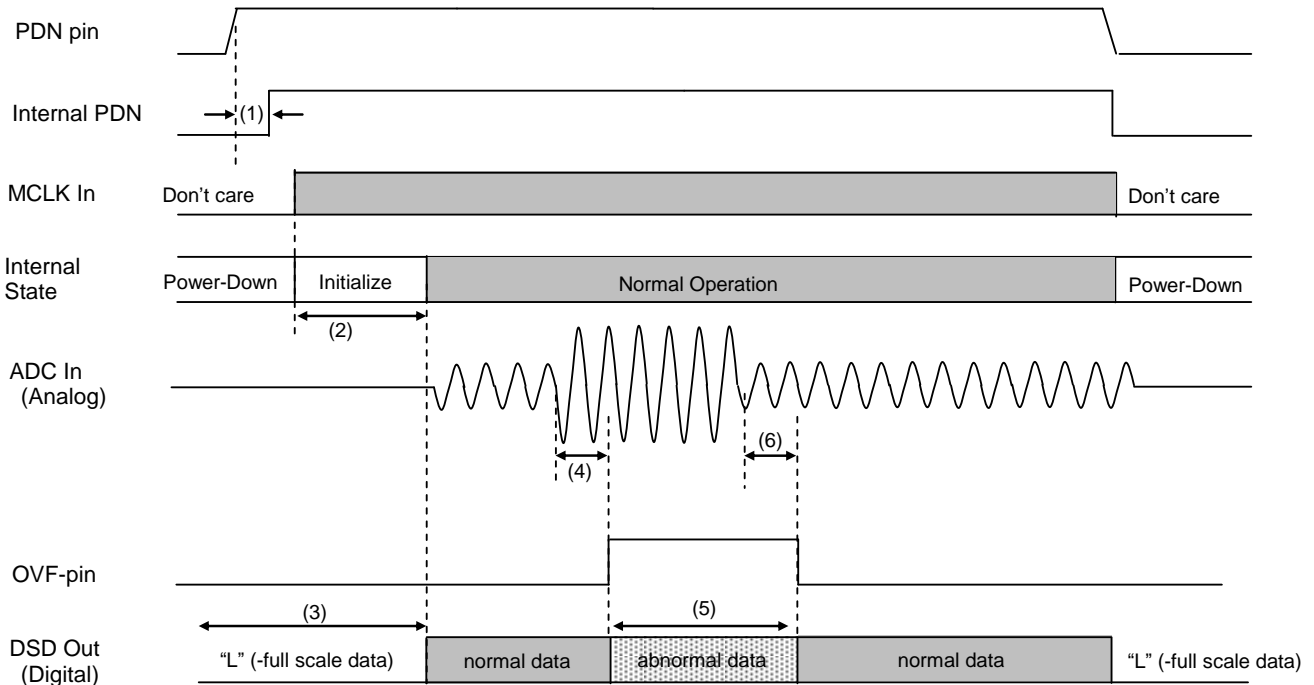 PDN pin
Internal PDN
(1)
MCLK In
Don't care
Don't care
Internal
State
Power-Down
Initialize
Normal Operation
Power-Down
(2)
ADC In
(Analog)
(4)
(6)
OVF-pin
(3)
(5)
DSD Out
(Digital)
“L” (-full scale data)
normal data
abnormal data
normal data
“L” (-full scale data)